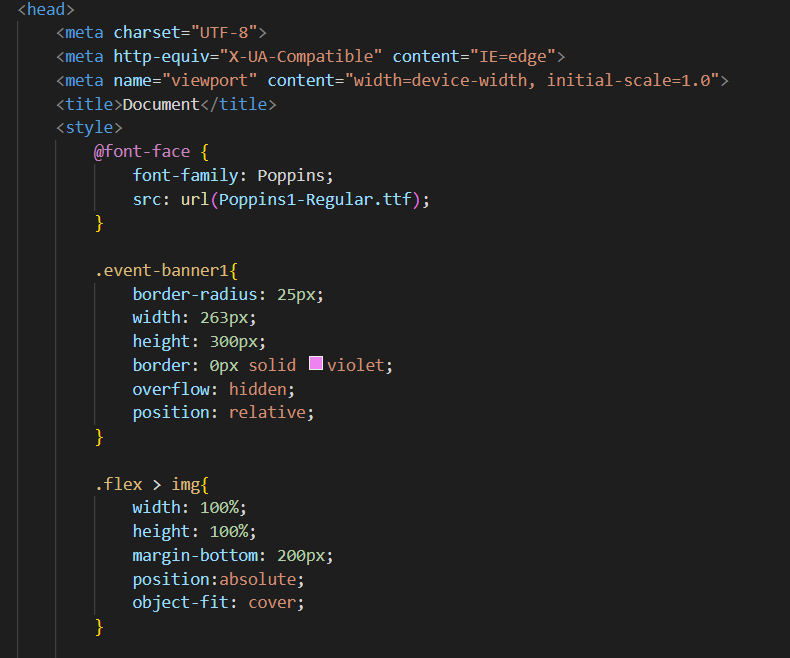 <head>
<meta charset="UTF-8">
<meta http-equiv="X-UA-Compatible" content="IE=edge">
<meta name="viewport" content="width=device-width, initial-scale=1.0">
<title>Document</title>
<style>
@font-face {
font-family: Poppins;
src: url(Poppins1-Regular.ttf);
}
.event-banner1{
border-radius: 25px;
width: 263px;
height: 300px;
border: 0px solid violet;
overflow: hidden;
position: relative;
}
.flex > img{
width: 100%;
height: 100%;
margin-bottom: 200px;
position:absolute;
object-fit: cover;
}